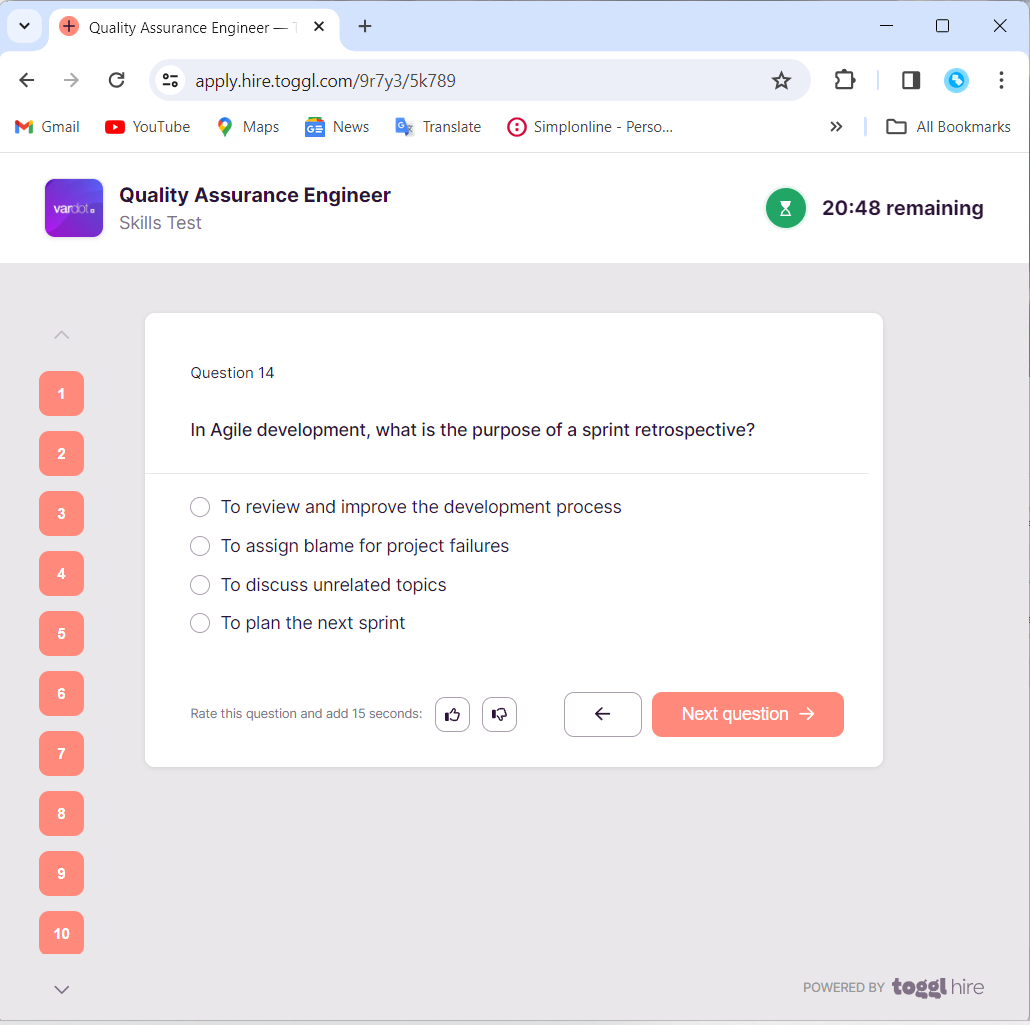 Quality Assurance Engineer —
apply.hire.toggl.com/9r7y3/5k789
Gmail
YouTube
Maps
News
Translate
Simplonline - Perso...
All Bookmarks
vardot
Quality Assurance Engineer
Skills Test
20:48 remaining
1
2
3
4
5
6
7
8
9
10
Question 14
In Agile development, what is the purpose of a sprint retrospective?
To review and improve the development process
To assign blame for project failures
To discuss unrelated topics
To plan the next sprint
Rate this question and add 15 seconds:
Next question
POWERED BY toggl hire